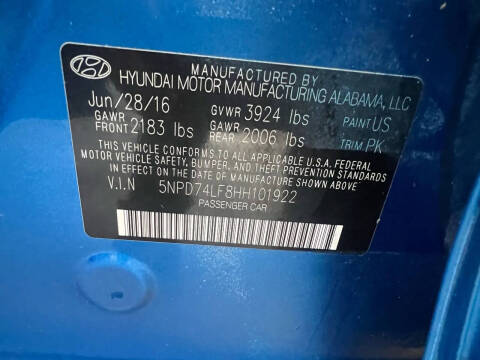 MANUFACTURED BY
HYUNDAI MOTOR MANUFACTURING ALABAMA, LLC
Jun/28/16 GVWR 3924 lbs PAINT US
GAWR FRONT 2183 lbs GAWR REAR 2006 lbs TRIM PK
THIS VEHICLE CONFORMS TO ALL APPLICABLE U.S.A. FEDERAL
MOTOR VEHICLE SAFETY, BUMPER, AND THEFT PREVENTION
STANDARDS IN EFFECT ON THE DATE OF MANUFACTURE SHOWN ABOVE.
V.I.N 5NPD74LF8HH101922
PASSENGER CAR